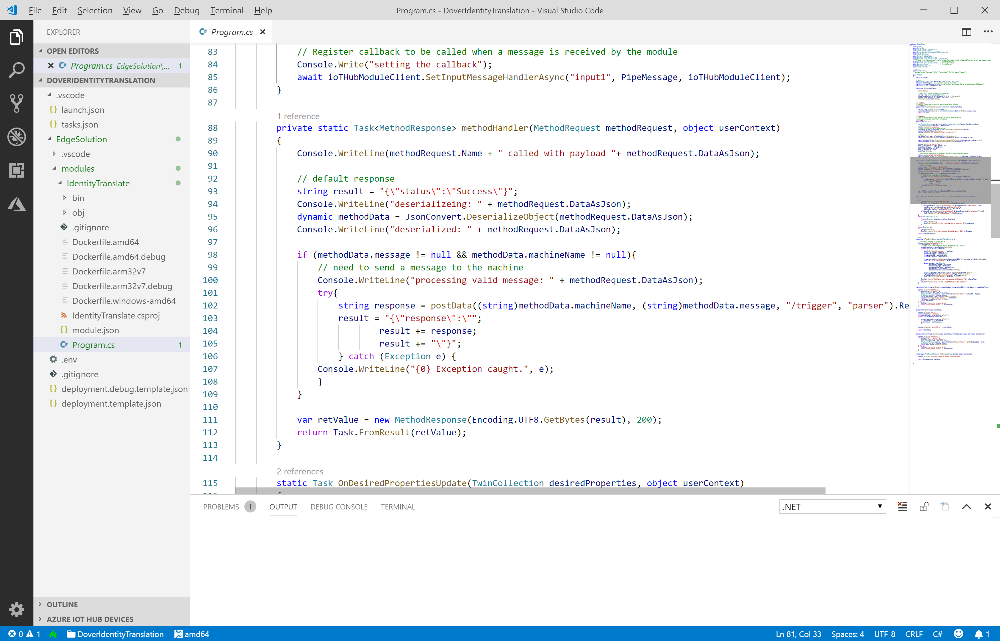 File Edit Selection View Go Debug Terminal Help
Program.cs - DoverIdentityTranslation - Visual Studio Code
EXPLORER
OPEN EDITORS
Program.cs EdgeSolution\... 1
DOVERIDENTITYTRANSLATION
.vscode
launch.json
tasks.json
EdgeSolution
.vscode
modules
IdentityTranslate
bin
obj
.gitignore
Dockerfile.amd64
Dockerfile.amd64.debug
Dockerfile.arm32v7
Dockerfile.arm32v7.debug
Dockerfile.windows-amd64
IdentityTranslate.csproj
module.json
Program.cs 1
.env
.gitignore
deployment.debug.template.json
deployment.template.json
OUTLINE
AZURE IOT HUB DEVICES
Program.cs
83 // Register callback to be called when a message is received by the module
84 Console.Write("setting the callback");
85 await ioTHubModuleClient.SetInputMessageHandlerAsync("input1", PipeMessage, ioTHubModuleClient);
86 }
87
1 reference
88 private static Task<MethodResponse> methodHandler(MethodRequest methodRequest, object userContext)
89 {
90 Console.WriteLine(methodRequest.Name + " called with payload "+ methodRequest.DataAsJson);
91
92 // default response
93 string result = "{\"status\":\"Success\"}";
94 Console.WriteLine("deserializeing: " + methodRequest.DataAsJson);
95 dynamic methodData = JsonConvert.DeserializeObject(methodRequest.DataAsJson);
96 Console.WriteLine("deserialized: " + methodRequest.DataAsJson);
97
98 if (methodData.message != null && methodData.machineName != null){
99 // need to send a message to the machine
100 Console.WriteLine("processing valid message: " + methodRequest.DataAsJson);
101 try{
102 string response = postData((string)methodData.machineName, (string)methodData.message, "/trigger", "parser").Re
103 result = "{\"response\":\"";
104 result += response;
105 result += "\"}";
106 } catch (Exception e) {
107 Console.WriteLine("{0} Exception caught.", e);
108 }
109 }
110
111 var retValue = new MethodResponse(Encoding.UTF8.GetBytes(result), 200);
112 return Task.FromResult(retValue);
113 }
114
2 references
115 static Task OnDesiredPropertiesUpdate(TwinCollection desiredProperties, object userContext)
PROBLEMS 1 OUTPUT DEBUG CONSOLE TERMINAL .NET
0 1 DoverIdentityTranslation amd64 Ln 81, Col 33 Spaces: 4 UTF-8 CRLF C# 1